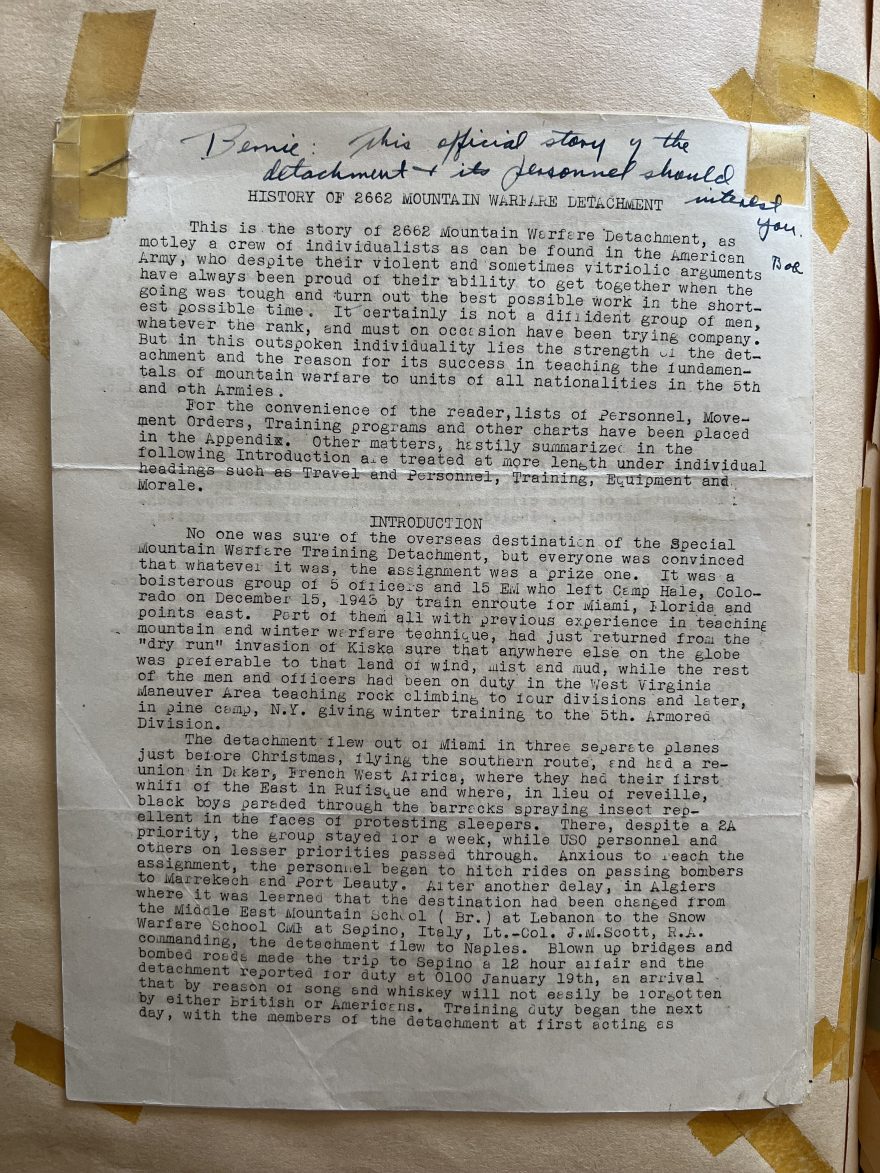 Bernie: This official story of the
detachment & its personnel should
interest
you.
Bob
HISTORY OF 2662 MOUNTAIN WARFARE DETACHMENT
This is the story of 2662 Mountain Warfare Detachment, as
motley a crew of individualists as can be found in the American
Army, who despite their violent and sometimes vitriolic arguments
have always been proud of their ability to get together when the
going was tough and turn out the best possible work in the short-
est possible time. It certainly is not a diffident group of men,
whatever the rank, and must on occasion have been trying company.
But in this outspoken individuality lies the strength of the det-
achment and the reason for its success in teaching the fundamen-
tals of mountain warfare to units of all nationalities in the 5th
and 8th Armies.
For the convenience of the reader,lists of Personnel, Move-
ment Orders, Training programs and other charts have been placed
in the Appendix. Other matters, hastily summarized in the
following Introduction are treated at more length under individual
headings such as Travel and Personnel, Training, Equipment and
Morale.
INTRODUCTION
No one was sure of the overseas destination of the Special
Mountain Warfare Training Detachment, but everyone was convinced
that whatever it was, the assignment was a prize one. It was a
boisterous group of 5 officers and 15 EM who left Camp Hale, Colo-
rado on December 15, 1943 by train enroute for Miami, Florida and
points east. Part of them all with previous experience in teaching
mountain and winter warfare technique, had just returned from the
"dry run" invasion of Kiska sure that anywhere else on the globe
was preferable to that land of wind, mist and mud, while the rest
of the men and officers had been on duty in the West Virginia
Maneuver Area teaching rock climbing to four divisions and later,
in pine camp, N.Y. giving winter training to the 5th. Armored
Division.
The detachment flew out of Miami in three separate planes
just before Christmas, flying the southern route, and had a re-
union in Dakar, French West Africa, where they had their first
whiff of the East in Rufisque and where, in lieu of reveille,
black boys paraded through the barracks spraying insect rep-
ellent in the faces of protesting sleepers. There, despite a 2A
priority, the group stayed for a week, while USO personnel and
others on lesser priorities passed through. Anxious to reach the
assignment, the personnel began to hitch rides on passing bombers
to Marrekech and Port Leauty. After another delay, in Algiers
where it was learned that the destination had been changed from
the Middle East Mountain School ( Br.) at Lebanon to the Snow
Warfare School CMF at Sepino, Italy, Lt.-Col. J.M.Scott, R.A.
commanding, the detachment flew to Naples. Blown up bridges and
bombed roads made the trip to Sepino a 12 hour affair and the
detachment reported for duty at 0100 January 19th, an arrival
that by reason of song and whiskey will not easily be forgotten
by either British or Americans. Training duty began the next
day, with the members of the detachment at first acting as